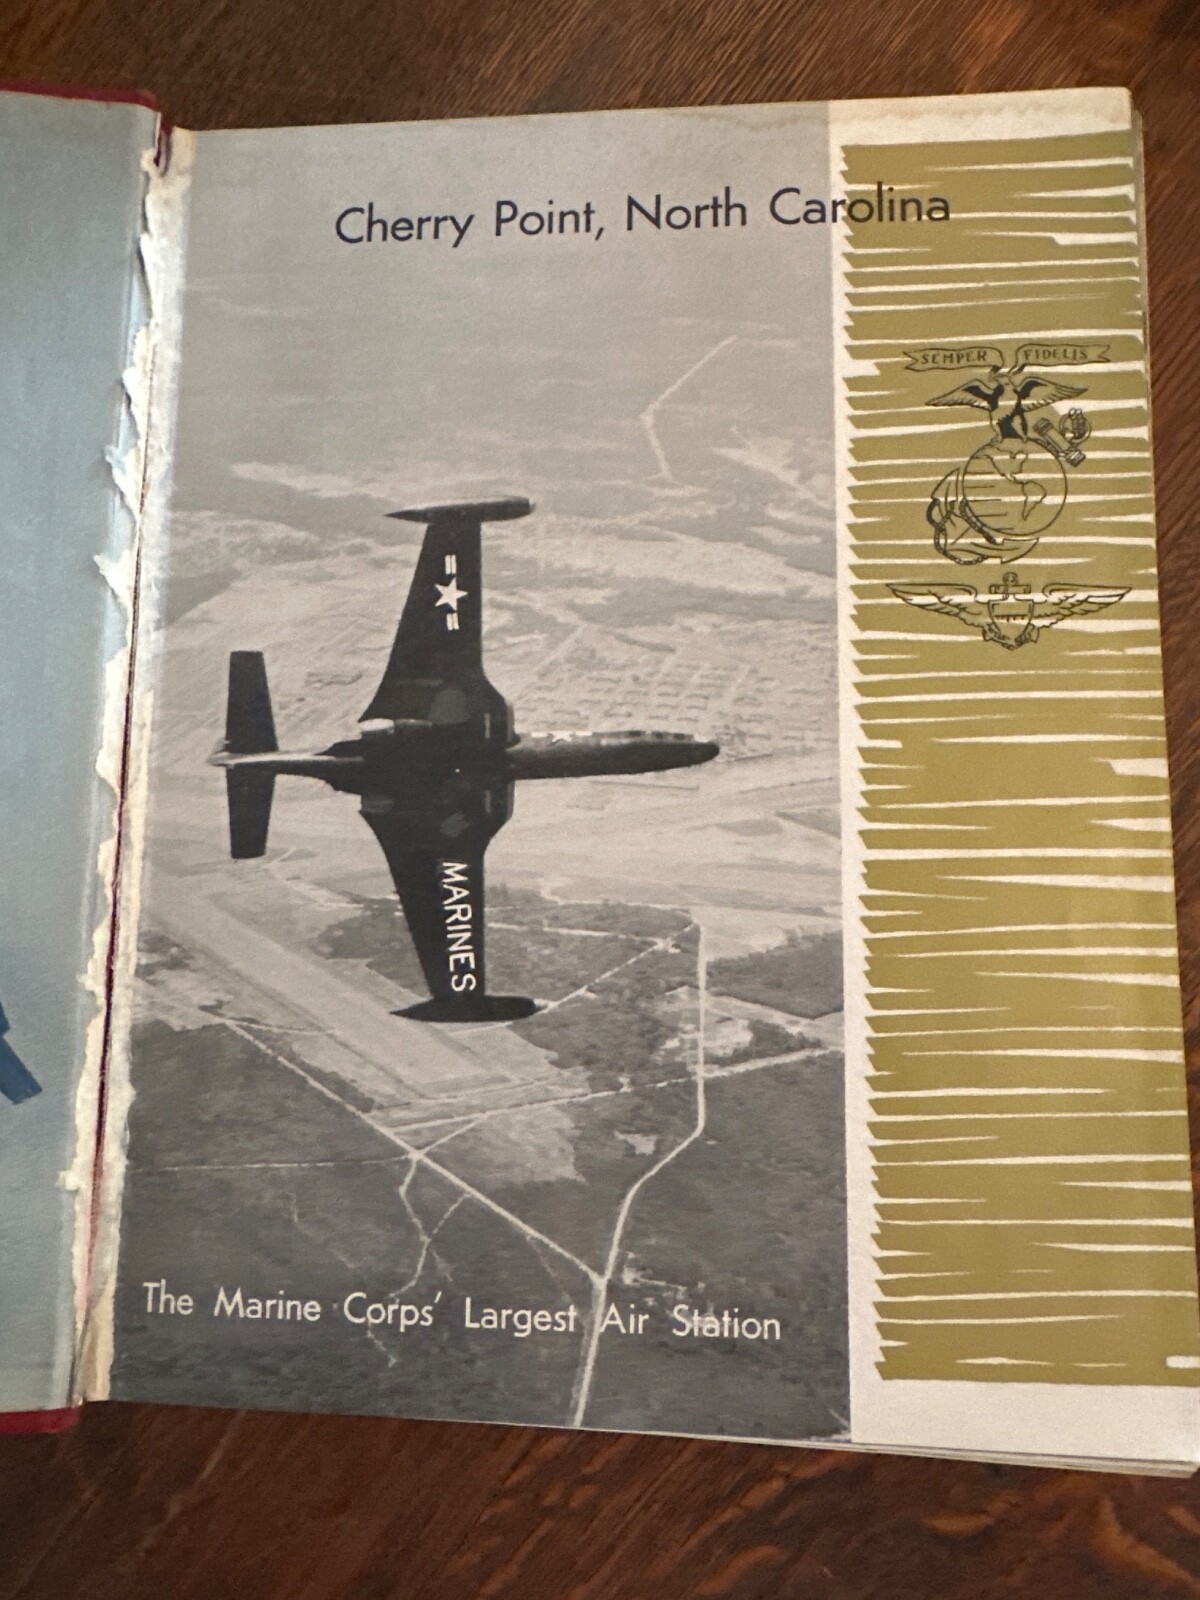 Cherry Point, North Carolina
SEMPER FIDELIS
MARINES
The Marine Corps' Largest Air Station